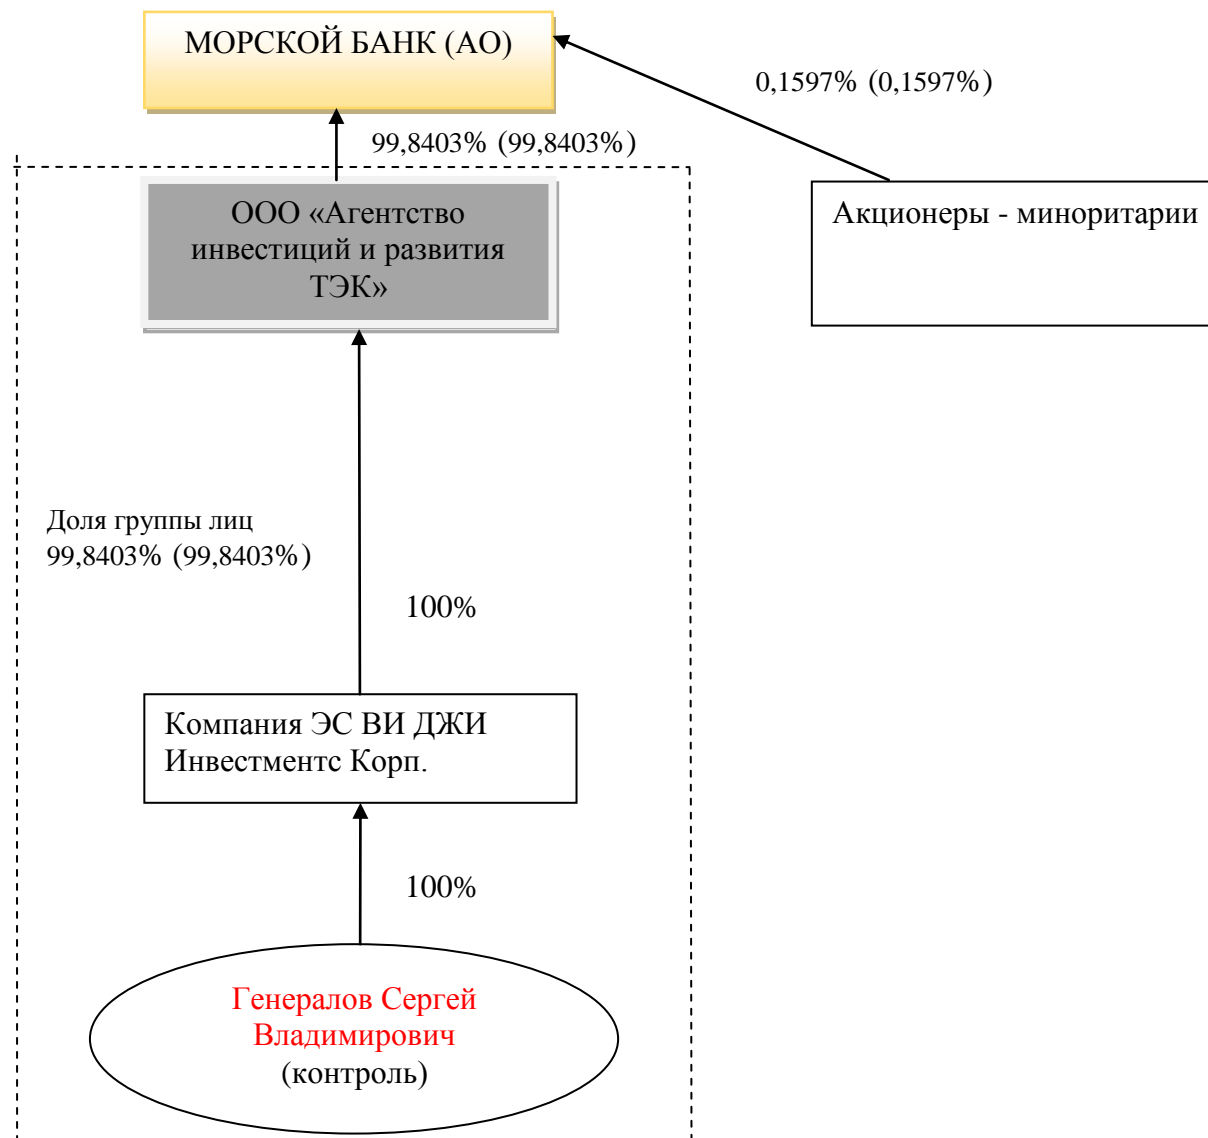 МОРСКОЙ БАНК (АО)
0,1597% (0,1597%)
99,8403% (99,8403%)
ООО «Агентство
инвестиций и развития
ТЭК»
Акционеры - миноритарии
Доля группы лиц
99,8403% (99,8403%)
100%
Компания ЭС ВИ ДЖИ
Инвестментс Корп.
100%
Генералов Сергей
Владимирович
(контроль)